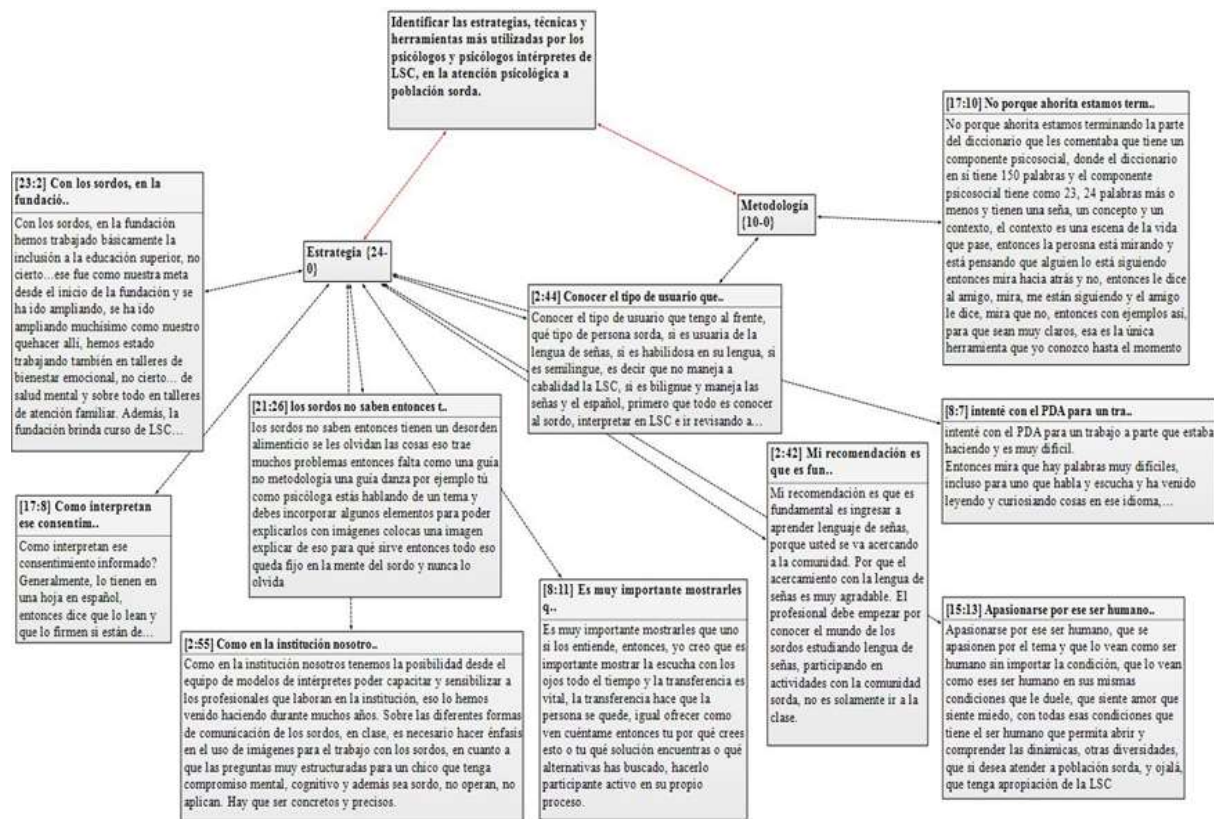 Identificar las estrategias, técnicas y
herramientas más utilizadas por los
psicólogos y psicólogos intérpretes de
LSC, en la atención psicológica a
población sorda.
[17:10] No porque ahorita estamos term..
No porque ahorita estamos terminando la parte
del diccionario que les comentaba que tiene un
componente psicosocial, donde el diccionario
en si tiene 150 palabras y el componente
psicosocial tiene como 23, 24 palabras más o
menos y tienen una seña, un concepto y un
contexto, el contexto es una escena de la vida
que pase, entonces la perosna está mirando y
está pensando que alguien lo está siguiendo
entonces mira hacia atrás y no, entonces le dice
al amigo, mira, me están siguiendo y el amigo
le dice, mira que no, entonces con ejemplos así,
para que sean muy claros, esa es la única
herramienta que yo conozco hasta el momento
[23:2] Con los sordos, en la
fundació..
Con los sordos, en la fundación
hemos trabajado básicamente la
inclusión a la educación superior, no
cierto…ese fue como nuestra meta
desde el inicio de la fundación y se
ha ido ampliando, se ha ido
ampliando muchísimo como nuestro
quehacer allí, hemos estado
trabajando también en talleres de
bienestar emocional, no cierto… de
salud mental y sobre todo en talleres
de atención familiar. Además, la
fundación brinda curso de LSC…
Metodología
{10-0}
Estrategia {24-
0}
[2:44] Conocer el tipo de usuario que..
Conocer el tipo de usuario que tengo al frente,
qué tipo de persona sorda, si es usuaria de la
lengua de señas, si es habilidosa en su lengua, si
es semilingue, es decir que no maneja a
cabalidad la LSC, si es bilignue y maneja las
señas y el español, primero que todo es conocer
al sordo, interpretar en LSC e ir revisando a…
[21:26] los sordos no saben entonces t..
los sordos no saben entonces tienen un desorden
alimenticio se les olvidan las cosas eso trae
muchos problemas entonces falta como una guía
no metodología una guía danza por ejemplo tú
como psicóloga estás hablando de un tema y
debes incorporar algunos elementos para poder
explicarlos con imágenes colocas una imagen
explicar de eso para qué sirve entonces todo eso
queda fijo en la mente del sordo y nunca lo
olvida
[8:7] intenté con el PDA para un tra..
intenté con el PDA para un trabajo a parte que estaba
haciendo y es muy difícil.
Entonces mira que hay palabras muy difíciles,
incluso para uno que habla y escucha y ha venido
leyendo y curiosiando cosas en ese idioma,…
[2:42] Mi recomendación es
que es fun..
Mi recomendación es que es
fundamental es ingresar a
aprender lenguaje de señas,
porque usted se va acercando
a la comunidad. Por que el
acercamiento con la lengua de
señas es muy agradable. El
profesional debe empezar por
conocer el mundo de los
sordos estudiando lengua de
señas, participando en
actividades con la comunidad
sorda, no es solamente ir a la
clase.
[17:8] Como interpretan
ese consentim..
Como interpretan ese
consentimiento informado?
Generalmente, lo tienen en
una hoja en español,
entonces dice que lo lean y
que lo firmen si están de…
[8:11] Es muy importante mostrarles
q..
Es muy importante mostrarles que uno
si los entiende, entonces, yo creo que es
importante mostrar la escucha con los
ojos todo el tiempo y la transferencia es
vital, la transferencia hace que la
persona se quede, igual ofrecer como
ven cuéntame entonces tu por qué crees
esto o tu qué solución encuentras o qué
alternativas has buscado, hacerlo
participante activo en su propio
proceso.
[15:13] Apasionarse por ese ser humano..
Apasionarse por ese ser humano, que se
apasionen por el tema y que lo vean como ser
humano sin importar la condición, que lo vean
como eses ser humano en sus mismas
condiciones que le duele, que siente amor que
siente miedo, con todas esas condiciones que
tiene el ser humano que permita abrir y
comprender las dinámicas, otras diversidades,
que si desea atender a población sorda, y ojalá,
que tenga apropiación de la LSC
[2:55] Como en la institución nosotro..
Como en la institución nosotros tenemos la posibilidad desde el
equipo de modelos de intérpretes poder capacitar y sensibilizar a
los profesionales que laboran en la institución, eso lo hemos
venido haciendo durante muchos años. Sobre las diferentes formas
de comunicación de los sordos, en clase, es necesario hacer énfasis
en el uso de imágenes para el trabajo con los sordos, en cuanto a
que las preguntas muy estructuradas para un chico que tenga
compromiso mental, cognitivo y además sea sordo, no operan, no
aplican. Hay que ser concretos y precisos.